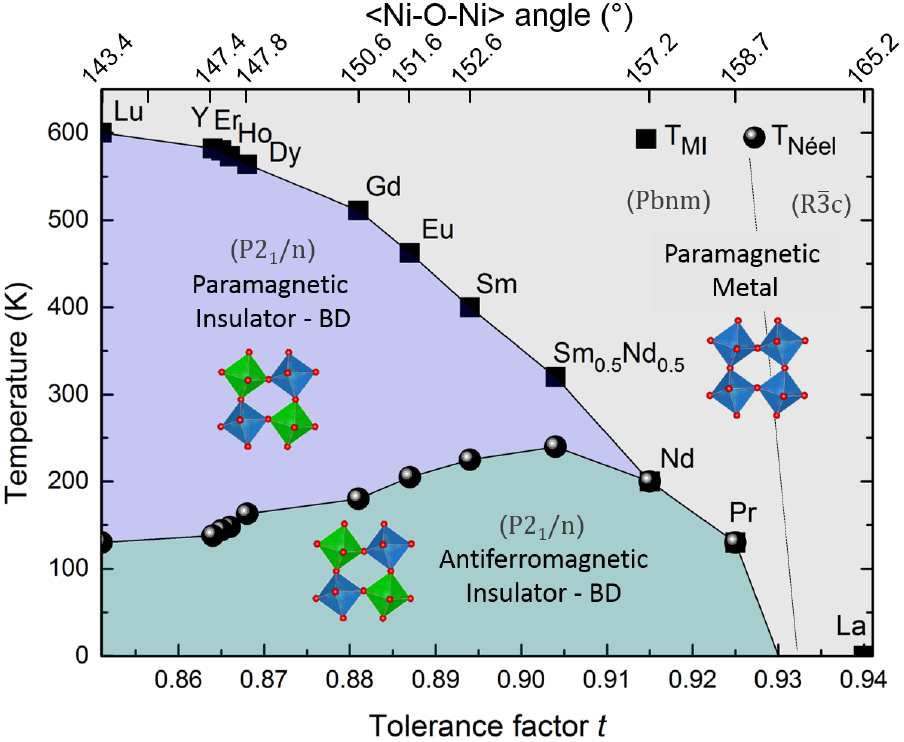 <Ni-O-Ni> angle (°)
143.4 147.4 147.8 150.6 151.6 152.6 157.2 158.7 165.2
Lu
Y Er Ho Dy
Gd
Eu
Sm
Sm0.5Nd0.5
Nd
Pr
La
TMI TNéel
(Pbnm) (R3̅c)
Paramagnetic
Metal
(P21/n)
Paramagnetic
Insulator - BD
(P21/n)
Antiferromagnetic
Insulator - BD
Temperature (K)
600
500
400
300
200
100
0
0.86 0.87 0.88 0.89 0.90 0.91 0.92 0.93 0.94
Tolerance factor t